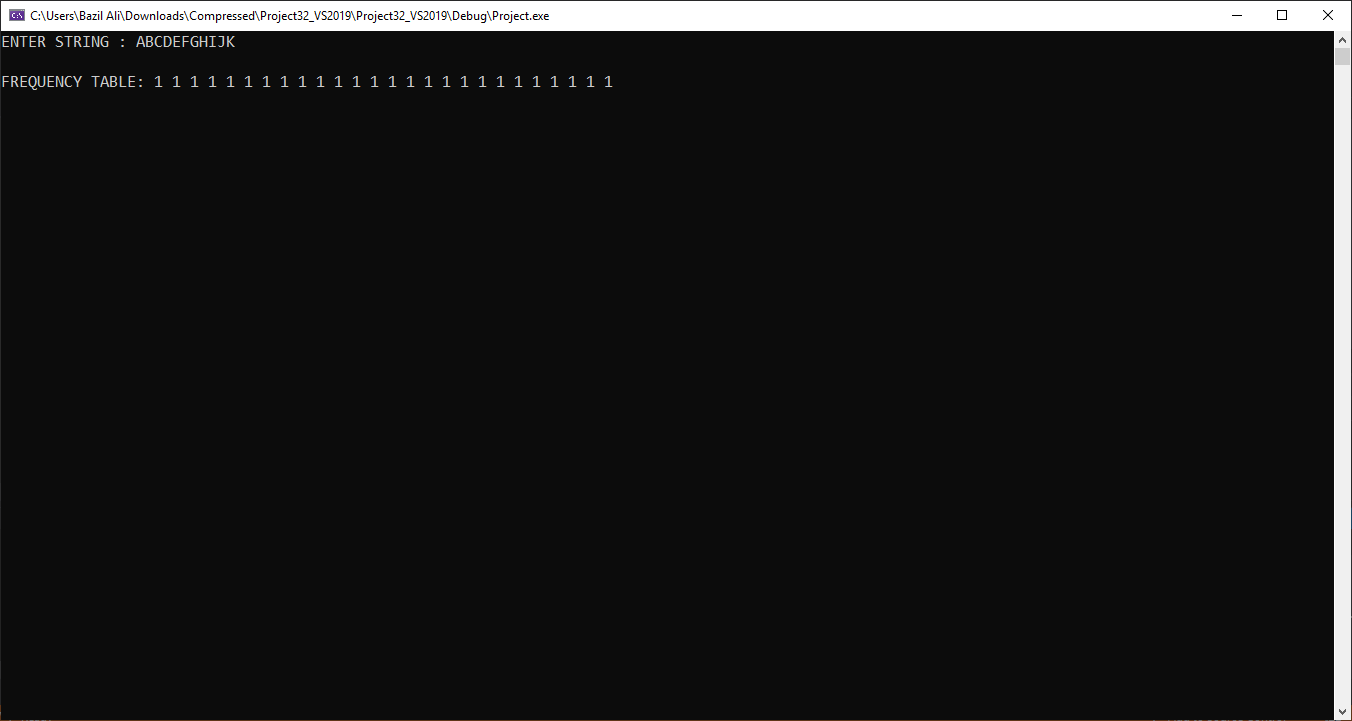 C:\Users\Bazil Ali\Downloads\Compressed\Project32_VS2019\Project32_VS2019\Debug\Project.exe
ENTER STRING : ABCDEFGHIJK
FREQUENCY TABLE: 1 1 1 1 1 1 1 1 1 1 1 1 1 1 1 1 1 1 1 1 1 1 1 1 1 1